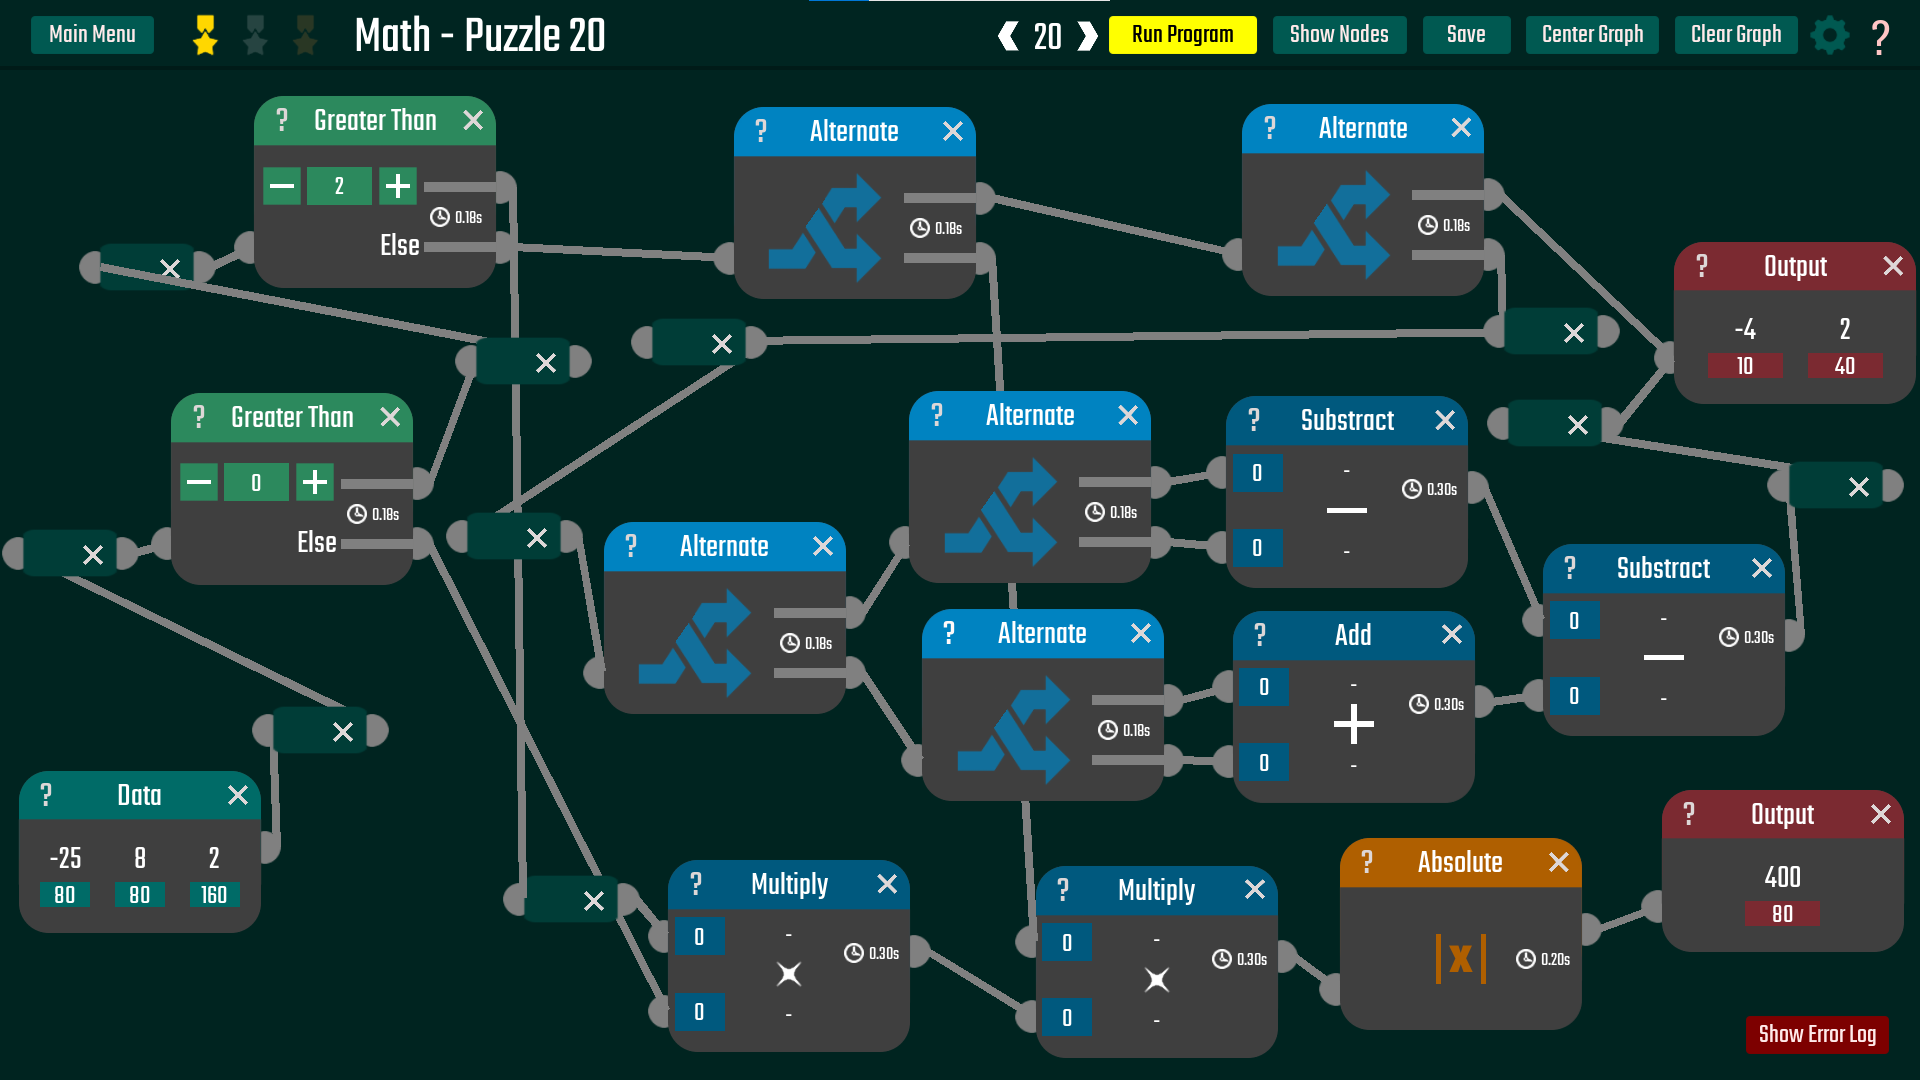 Main Menu
Math - Puzzle 20
20
Run Program
Show Nodes
Save
Center Graph
Clear Graph
?
? Greater Than
2
0.18s
Else
? Alternate
0.18s
? Alternate
0.18s
? Output
-4 2
10 40
? Greater Than
0
0.18s
Else
? Alternate
0.18s
? Substract
0 -
0.30s
0 -
? Alternate
0.18s
? Substract
0 -
0.30s
0 -
? Alternate
0.18s
? Add
0 -
0.30s
0 -
? Data
-25 8 2
80 80 160
? Multiply
0 -
0.30s
0 -
? Multiply
0 -
0.30s
0 -
? Absolute
|x|
0.20s
? Output
400
80
Show Error Log